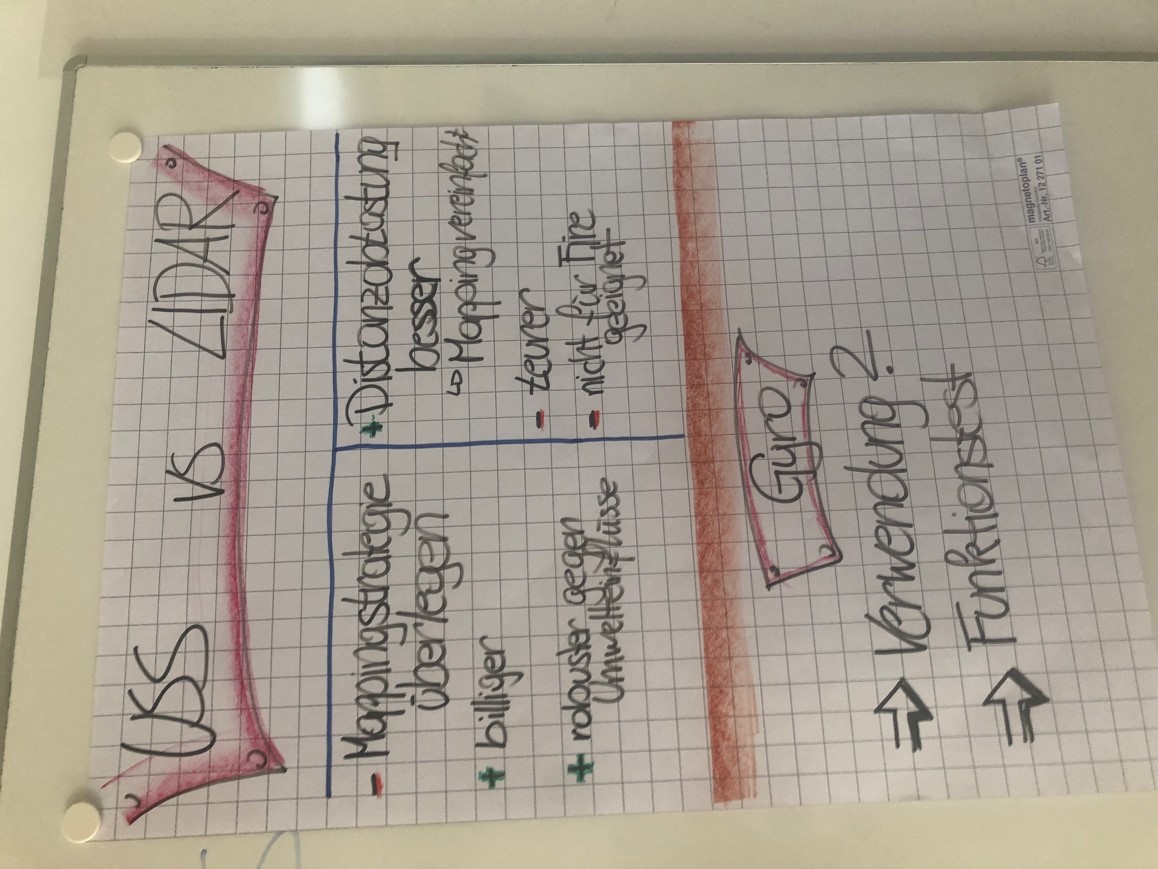 USS vs LIDAR
- Mappingstrategie
überlegen
+ billiger
+ robuster gegen
Umwelteinflüsse
+ Distanzabtastung
besser
↳ Mapping vereinfacht
- teurer
- nicht für Fire
geeignet
Gyro
⇒ Verwendung?
⇒ Funktionstest
magnetoplan®
Art.-Nr. 12 271 01